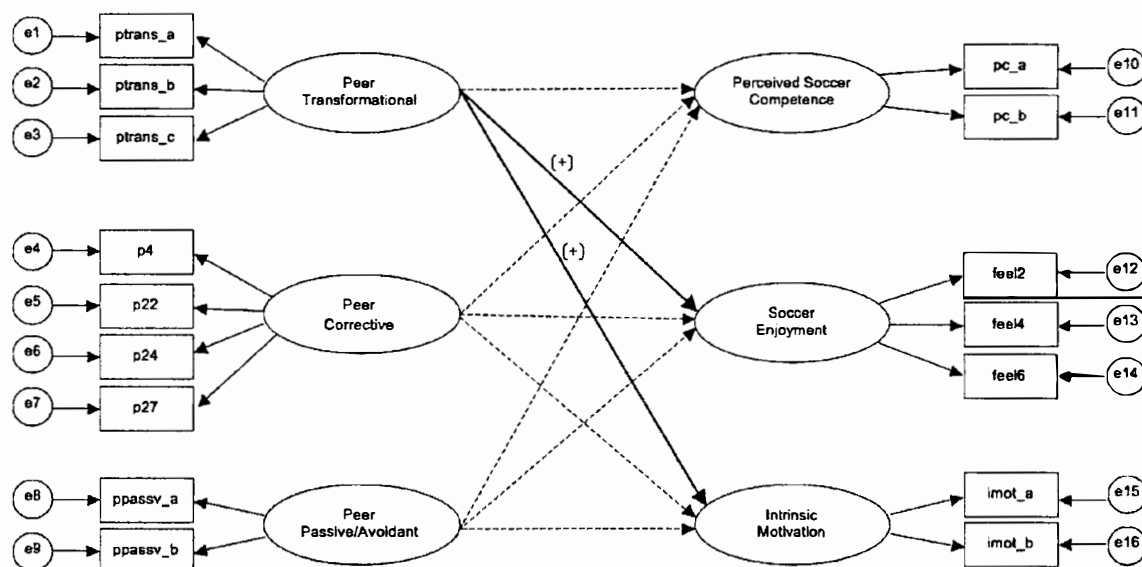 e1
ptrans_a
e2
ptrans_b
e3
ptrans_c
Peer
Transformational
Perceived Soccer
Competence
pc_a
e10
pc_b
e11
(+)
(+)
e4
p4
e5
p22
e6
p24
e7
p27
Peer
Corrective
Soccer
Enjoyment
feel2
e12
feel4
e13
feel6
e14
e8
ppassv_a
e9
ppassv_b
Peer
Passive/Avoidant
Intrinsic
Motivation
imot_a
e15
imot_b
e16